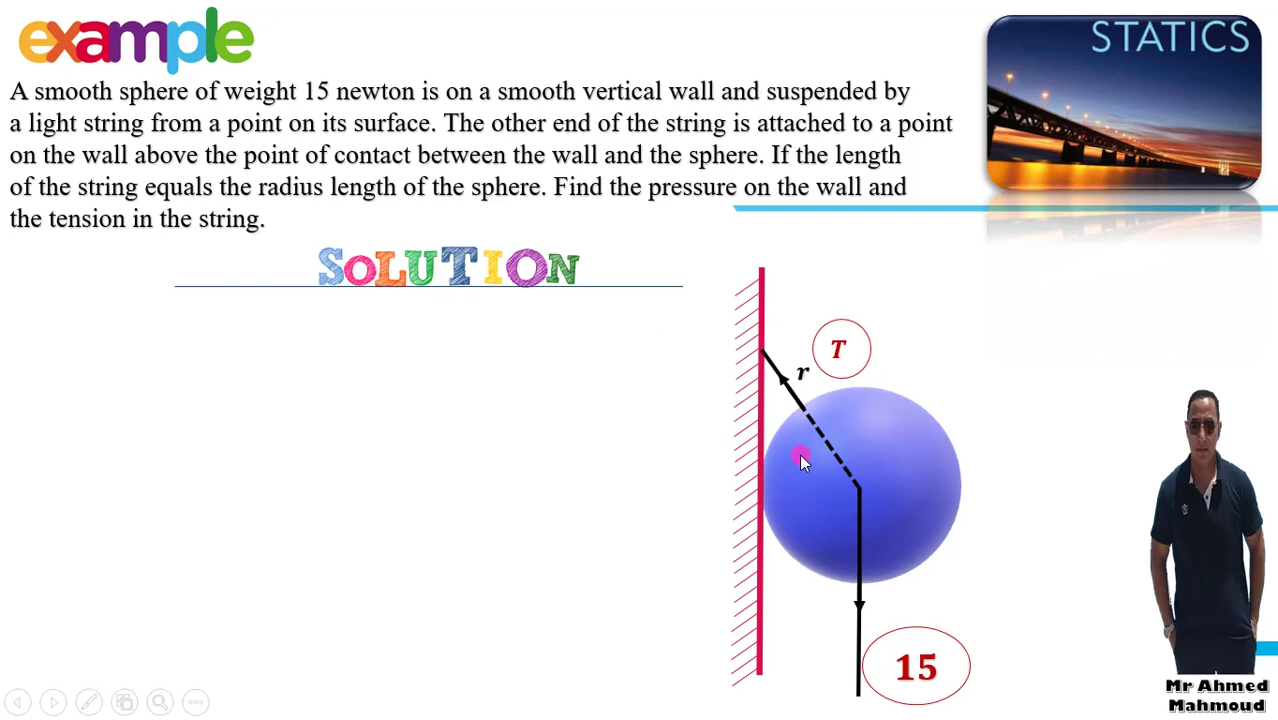 example
STATICS
A smooth sphere of weight 15 newton is on a smooth vertical wall and suspended by
a light string from a point on its surface. The other end of the string is attached to a point
on the wall above the point of contact between the wall and the sphere. If the length
of the string equals the radius length of the sphere. Find the pressure on the wall and
the tension in the string.
SOLUTION
T
r
15
Mr Ahmed
Mahmoud